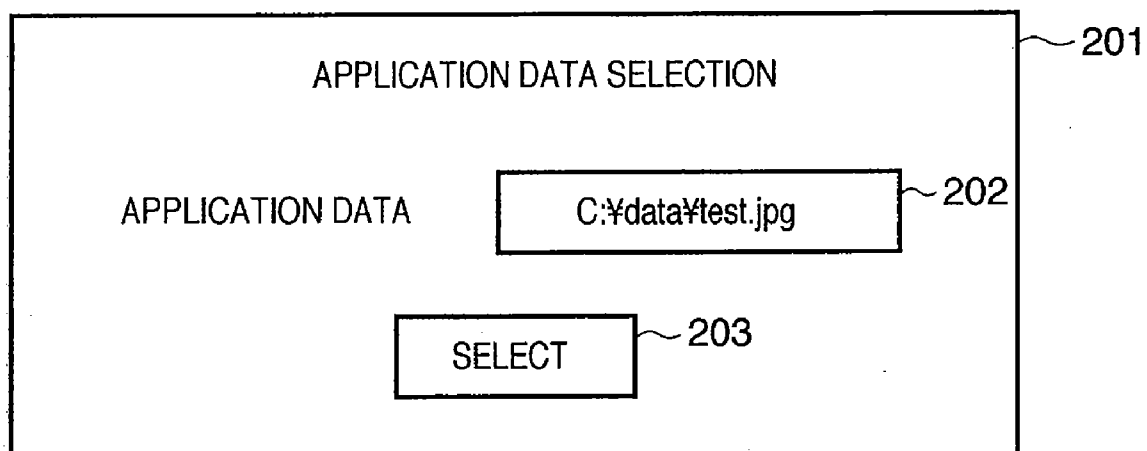 201
APPLICATION DATA SELECTION
APPLICATION DATA C:¥data¥test.jpg 202
SELECT 203